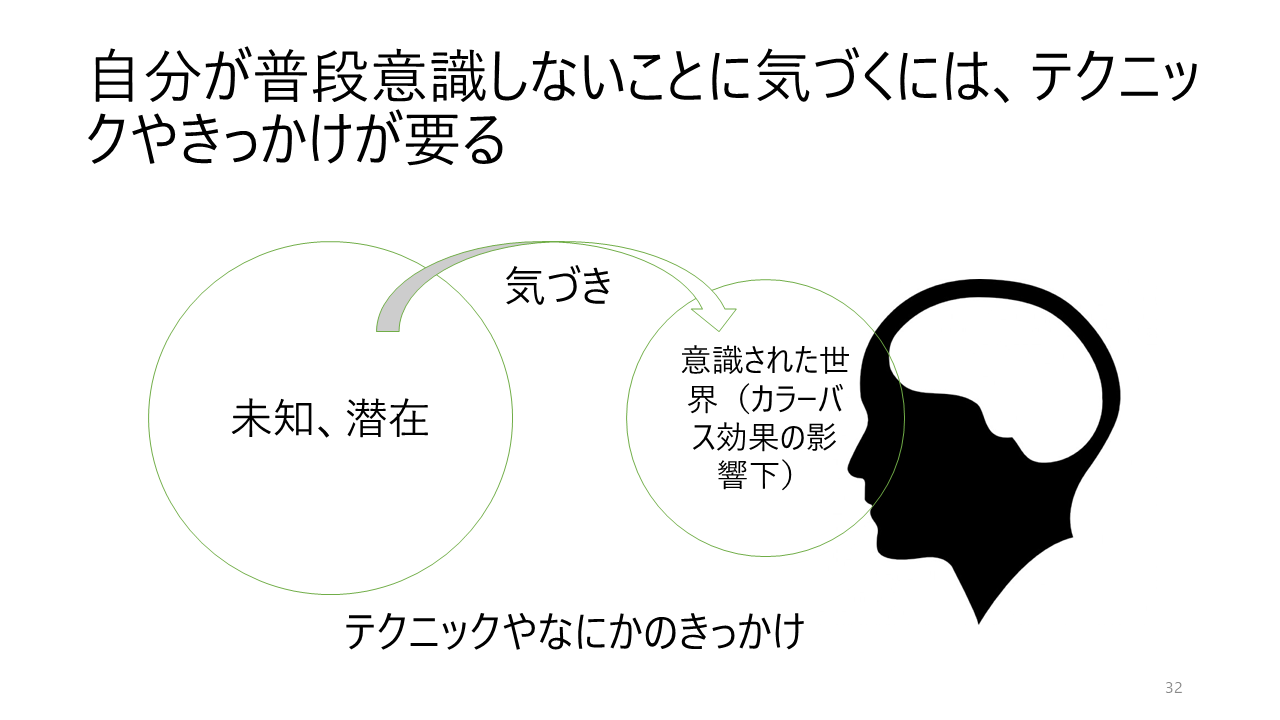 自分が普段意識しないことに気づくには、テクニッ
クやきっかけが要る
気づき
未知、潜在
意識された世
界（カラーバ
ス効果の影
響下）
テクニックやなにかのきっかけ
32